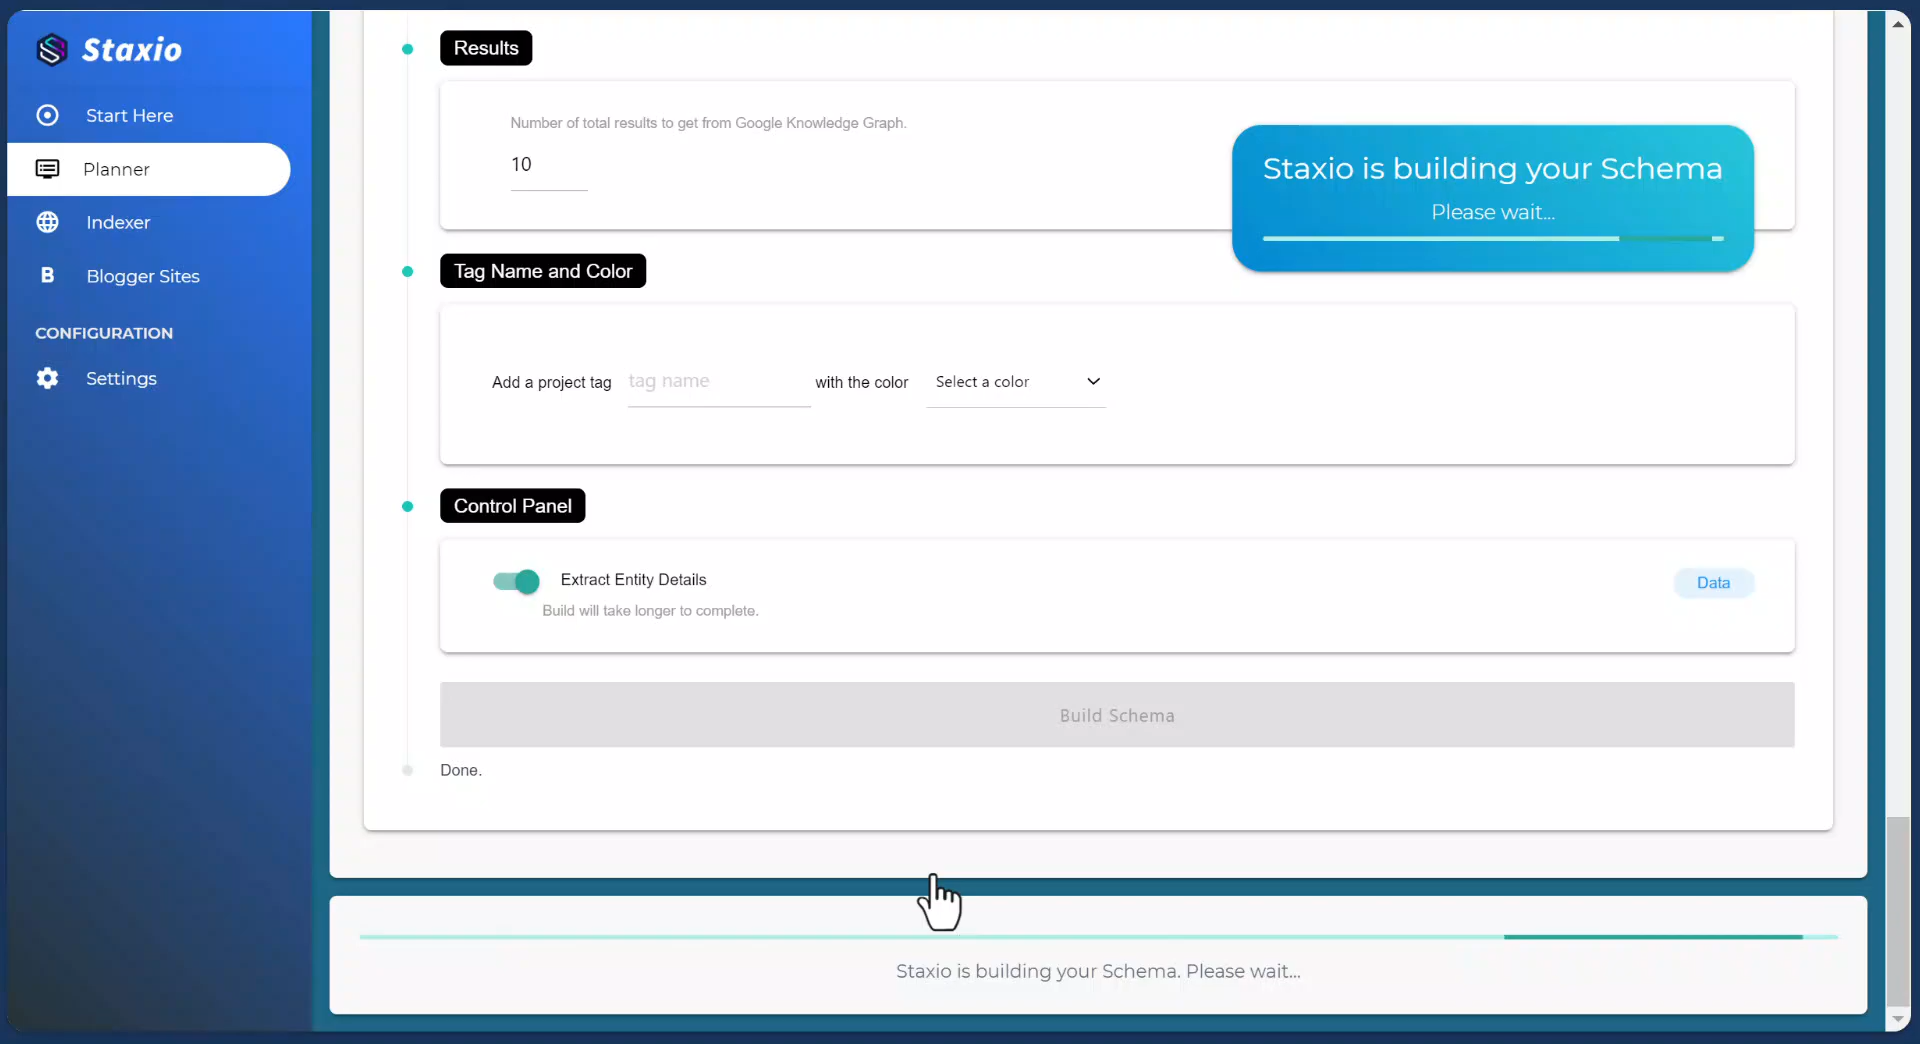 Staxio
Start Here
Planner
Indexer
B Blogger Sites
CONFIGURATION
Settings
Results
Number of total results to get from Google Knowledge Graph.
10
Staxio is building your Schema
Please wait...
Tag Name and Color
Add a project tag tag name with the color Select a color
Control Panel
Extract Entity Details
Data
Build will take longer to complete.
Build Schema
Done.
Staxio is building your Schema. Please wait...